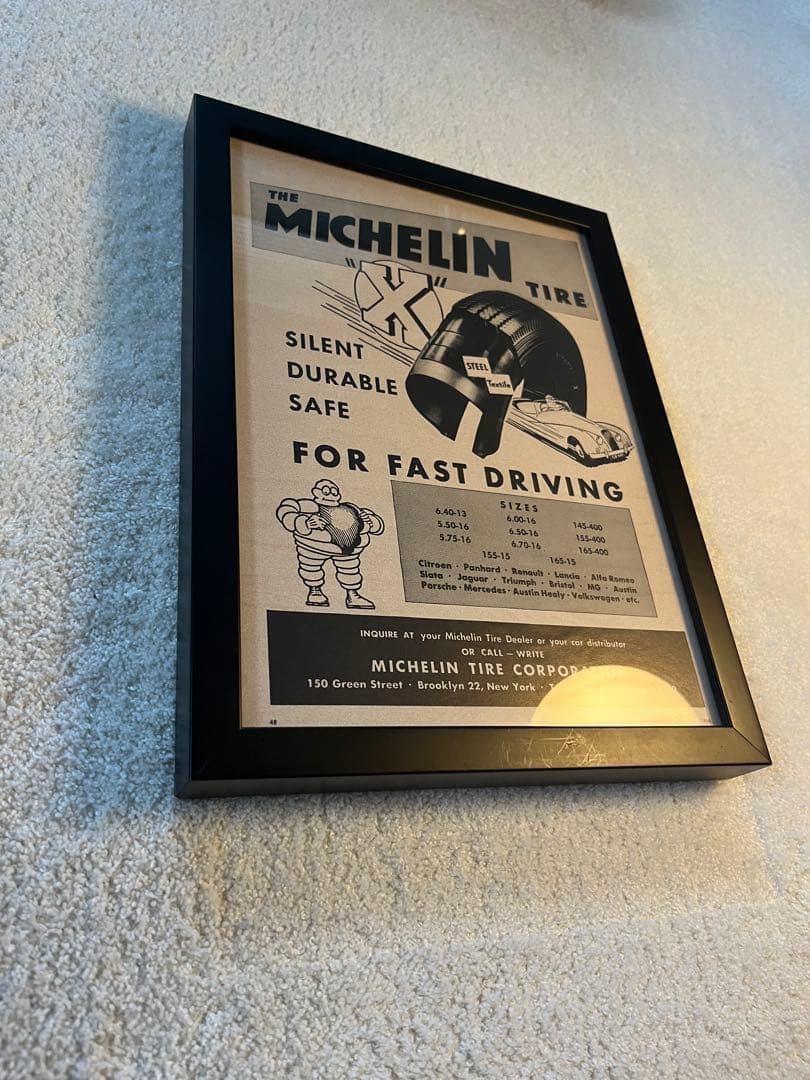 THE
MICHELIN
TIRE
"X"
STEEL
Textile
SILENT
DURABLE
SAFE
FOR FAST DRIVING
SIZES
6.40-13 6.00-16 145-400
5.50-16 6.50-16 155-400
5.75-16 6.70-16 165-400
155-15 165-15
Citroen · Panhard · Renault · Lancia · Alfa Romeo
Siata · Jaguar · Triumph · Bristol · MG · Austin
Porsche · Mercedes · Austin Healy · Volkswagen · etc.
INQUIRE AT your Michelin Tire Dealer or your car distributor
OR CALL — WRITE
MICHELIN TIRE CORPORATION
150 Green Street · Brooklyn 22, New York ·
48